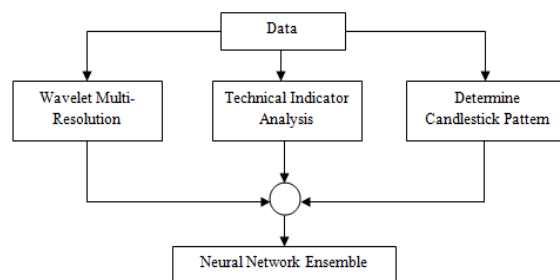 Data
Wavelet Multi-
Resolution
Technical Indicator
Analysis
Determine
Candlestick Pattern
Neural Network Ensemble